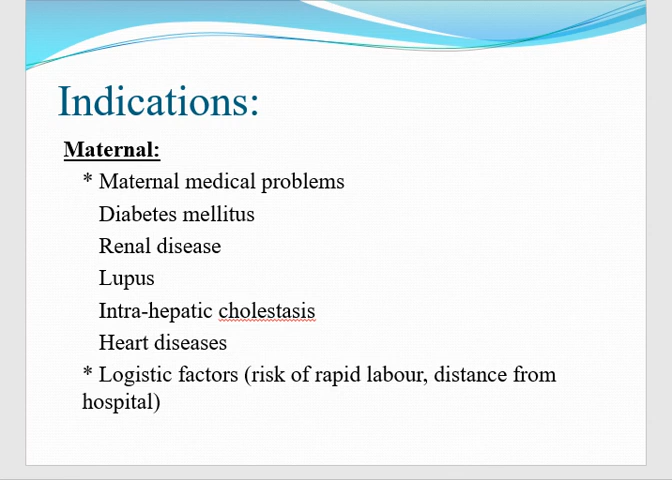 Indications:
Maternal:
* Maternal medical problems
Diabetes mellitus
Renal disease
Lupus
Intra-hepatic cholestasis
Heart diseases
* Logistic factors (risk of rapid labour, distance from
hospital)